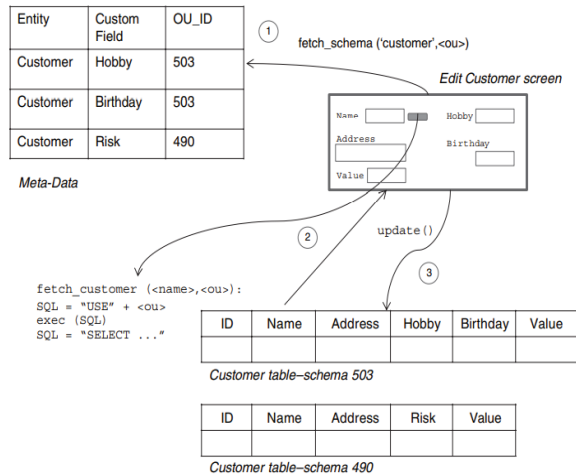 Entity Custom Field OU_ID
Customer Hobby 503
Customer Birthday 503
Customer Risk 490
Meta-Data
1
fetch_schema (‘customer’,<ou>)
Edit Customer screen
Name Hobby
Address Birthday
Value
2
update()
3
fetch_customer (<name>,<ou>):
SQL = “USE” + <ou>
exec (SQL)
SQL = “SELECT ...”
ID Name Address Hobby Birthday Value
Customer table–schema 503
ID Name Address Risk Value
Customer table–schema 490